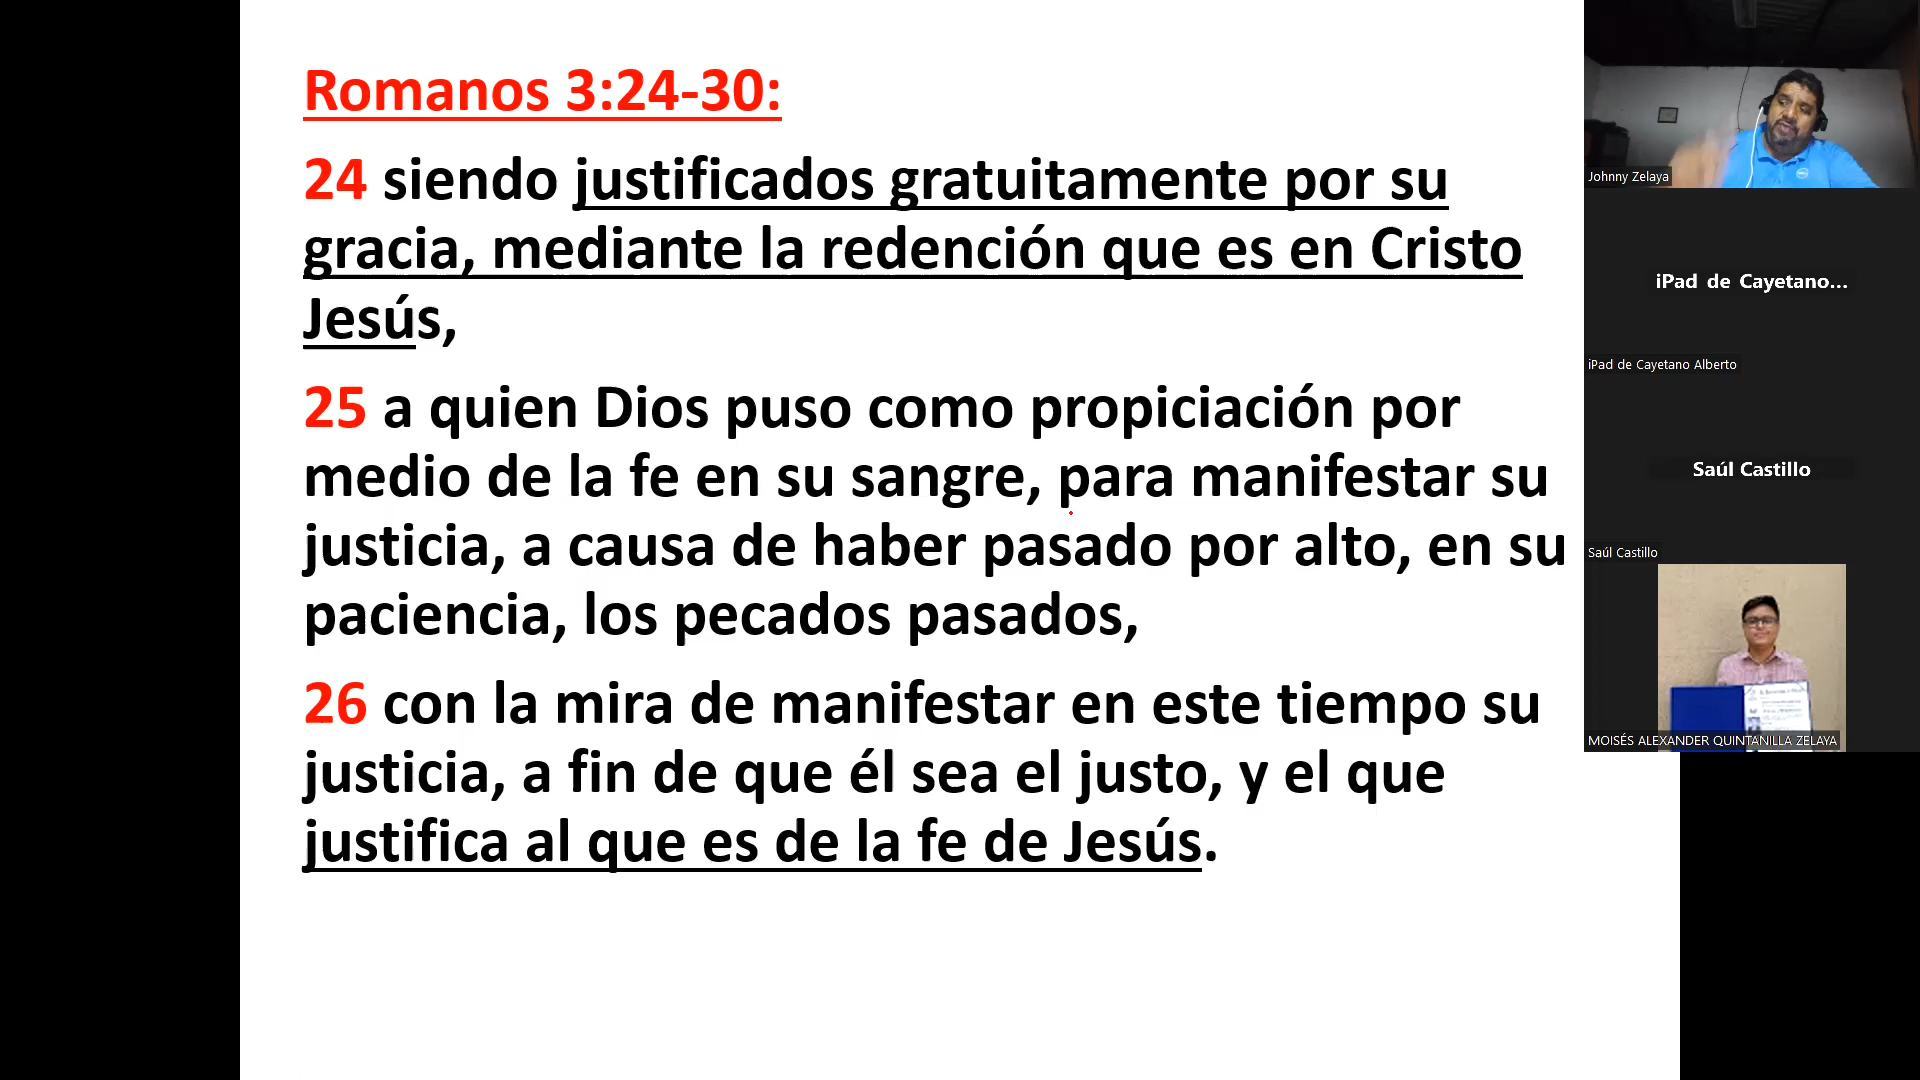 Romanos 3:24-30:
24 siendo justificados gratuitamente por su
gracia, mediante la redención que es en Cristo
Jesús,
25 a quien Dios puso como propiciación por
medio de la fe en su sangre, para manifestar su
justicia, a causa de haber pasado por alto, en su
paciencia, los pecados pasados,
26 con la mira de manifestar en este tiempo su
justicia, a fin de que él sea el justo, y el que
justifica al que es de la fe de Jesús.
Johnny Zelaya
iPad de Cayetano...
iPad de Cayetano Alberto
Saúl Castillo
Saúl Castillo
MOISÉS ALEXANDER QUINTANILLA ZELAYA